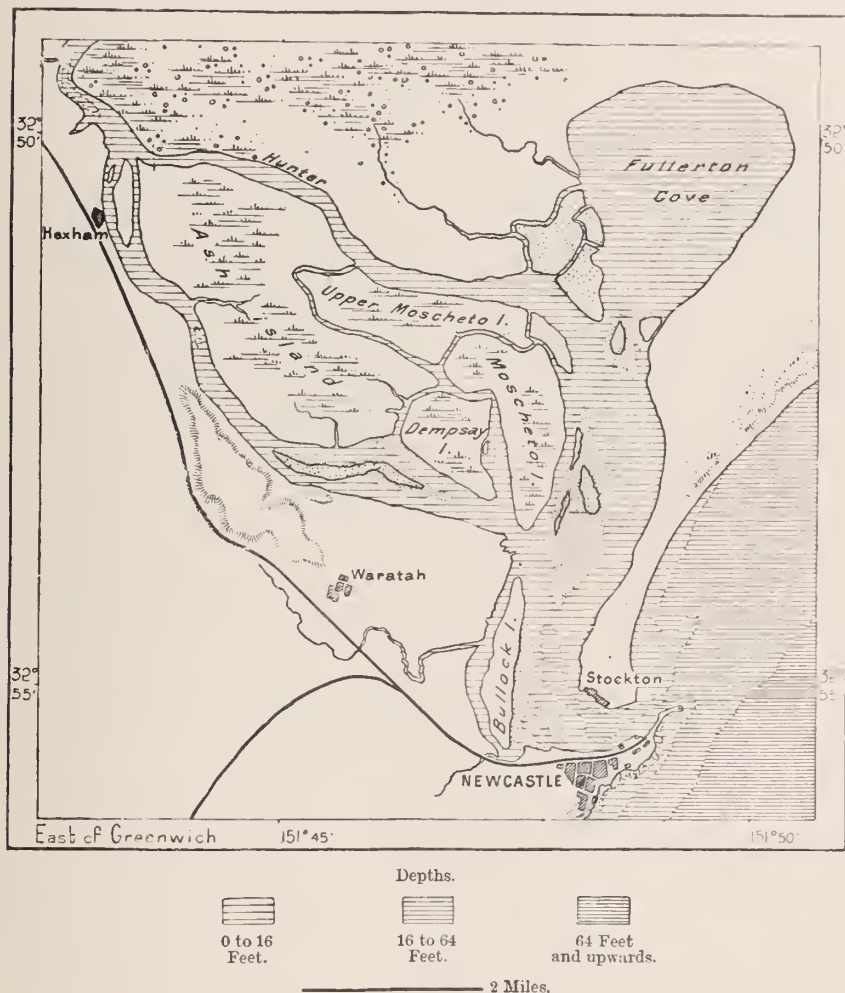 32°
50'
32°
50'
Hunter
Fullerton
Cove
Hexham
Ash Island
Upper Moscheto I.
Moscheto I.
Dempsay
I.
Waratah
Bullock I.
Stockton
32°
55'
NEWCASTLE
East of Greenwich
151°45'
151°50'
Depths.
0 to 16
Feet.
16 to 64
Feet.
64 Feet
and upwards.
2 Miles.